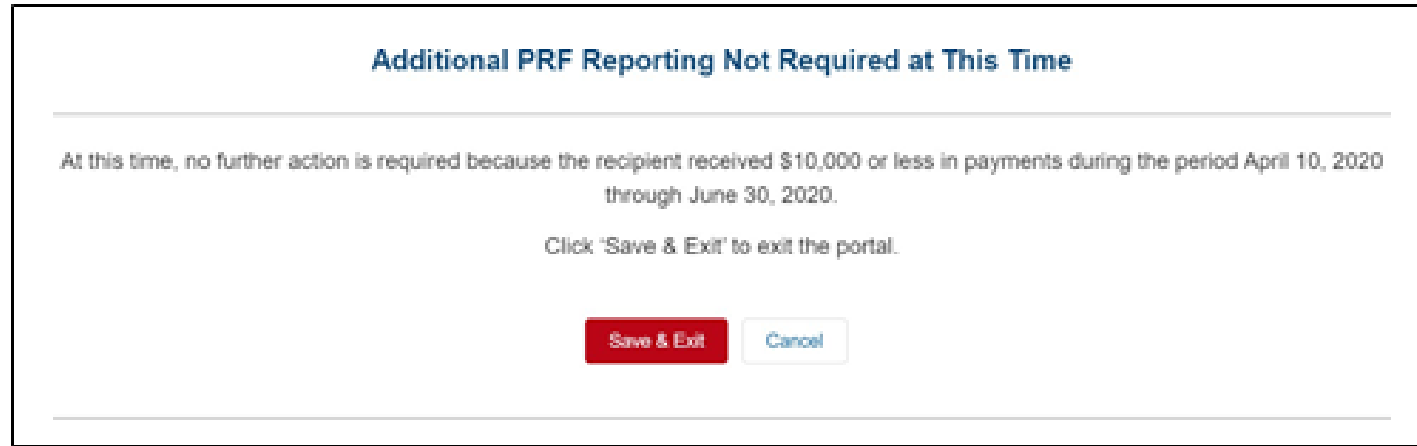 Additional PRF Reporting Not Required at This Time
At this time, no further action is required because the recipient received $10,000 or less in payments during the period April 10, 2020
through June 30, 2020.
Click 'Save & Exit' to exit the portal.
Save & Exit
Cancel